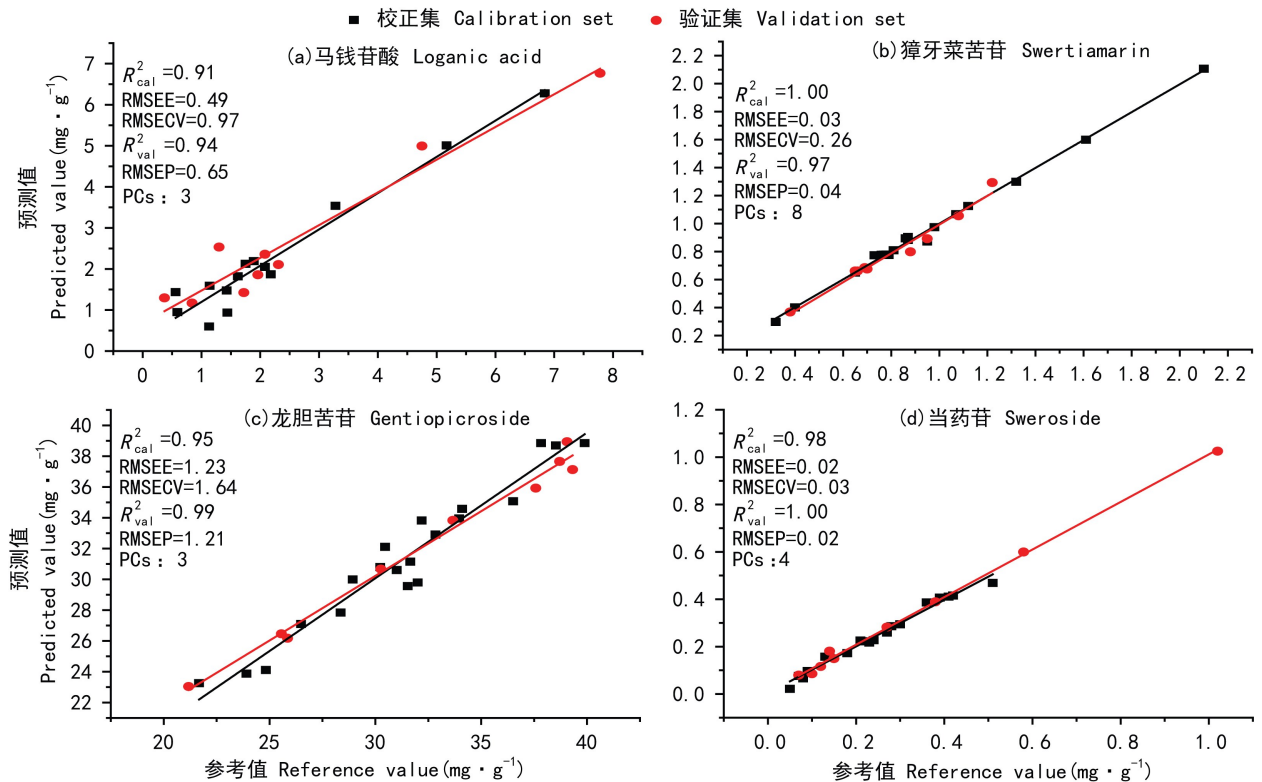 校正集 Calibration set 验证集 Validation set
(a)马钱苷酸 Loganic acid
R²cal=0.91
RMSEE=0.49
RMSECV=0.97
R²val=0.94
RMSEP=0.65
PCs：3
预测值
Predicted value(mg·g⁻¹)
7
6
5
4
3
2
1
0
0 1 2 3 4 5 6 7 8
(b)獐牙菜苦苷 Swertiamarin
R²cal=1.00
RMSEE=0.03
RMSECV=0.26
R²val=0.97
RMSEP=0.04
PCs：8
2.2
2.0
1.8
1.6
1.4
1.2
1.0
0.8
0.6
0.4
0.2
0.2 0.4 0.6 0.8 1.0 1.2 1.4 1.6 1.8 2.0 2.2
(c)龙胆苦苷 Gentiopicroside
R²cal=0.95
RMSEE=1.23
RMSECV=1.64
R²val=0.99
RMSEP=1.21
PCs：3
预测值
Predicted value(mg·g⁻¹)
40
38
36
34
32
30
28
26
24
22
20 25 30 35 40
参考值 Reference value(mg·g⁻¹)
(d)当药苷 Sweroside
R²cal=0.98
RMSEE=0.02
RMSECV=0.03
R²val=1.00
RMSEP=0.02
PCs:4
1.2
1.0
0.8
0.6
0.4
0.2
0.0
0.0 0.2 0.4 0.6 0.8 1.0
参考值 Reference value(mg·g⁻¹)